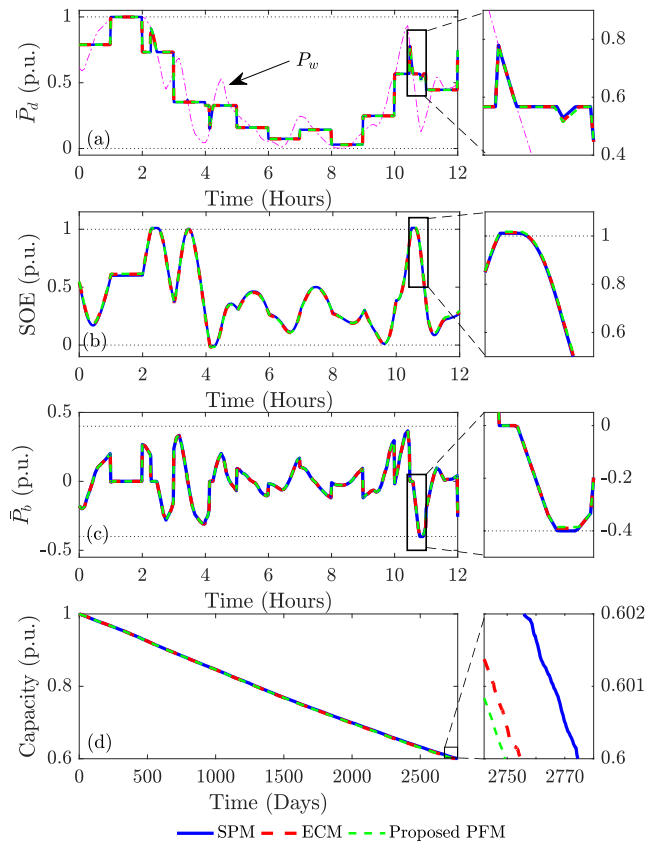 1
0.5
0
P̄_d (p.u.)
(a)
P_w
0 2 4 6 8 10 12
Time (Hours)
0.8
0.6
0.4
1
0.5
0
SOE (p.u.)
(b)
0 2 4 6 8 10 12
Time (Hours)
1
0.8
0.6
0.5
0
-0.5
P̄_b (p.u.)
(c)
0 2 4 6 8 10 12
Time (Hours)
0
-0.2
-0.4
1
0.8
0.6
Capacity (p.u.)
(d)
0 500 1000 1500 2000 2500
Time (Days)
0.602
0.601
0.6
2750 2770
SPM ECM Proposed PFM